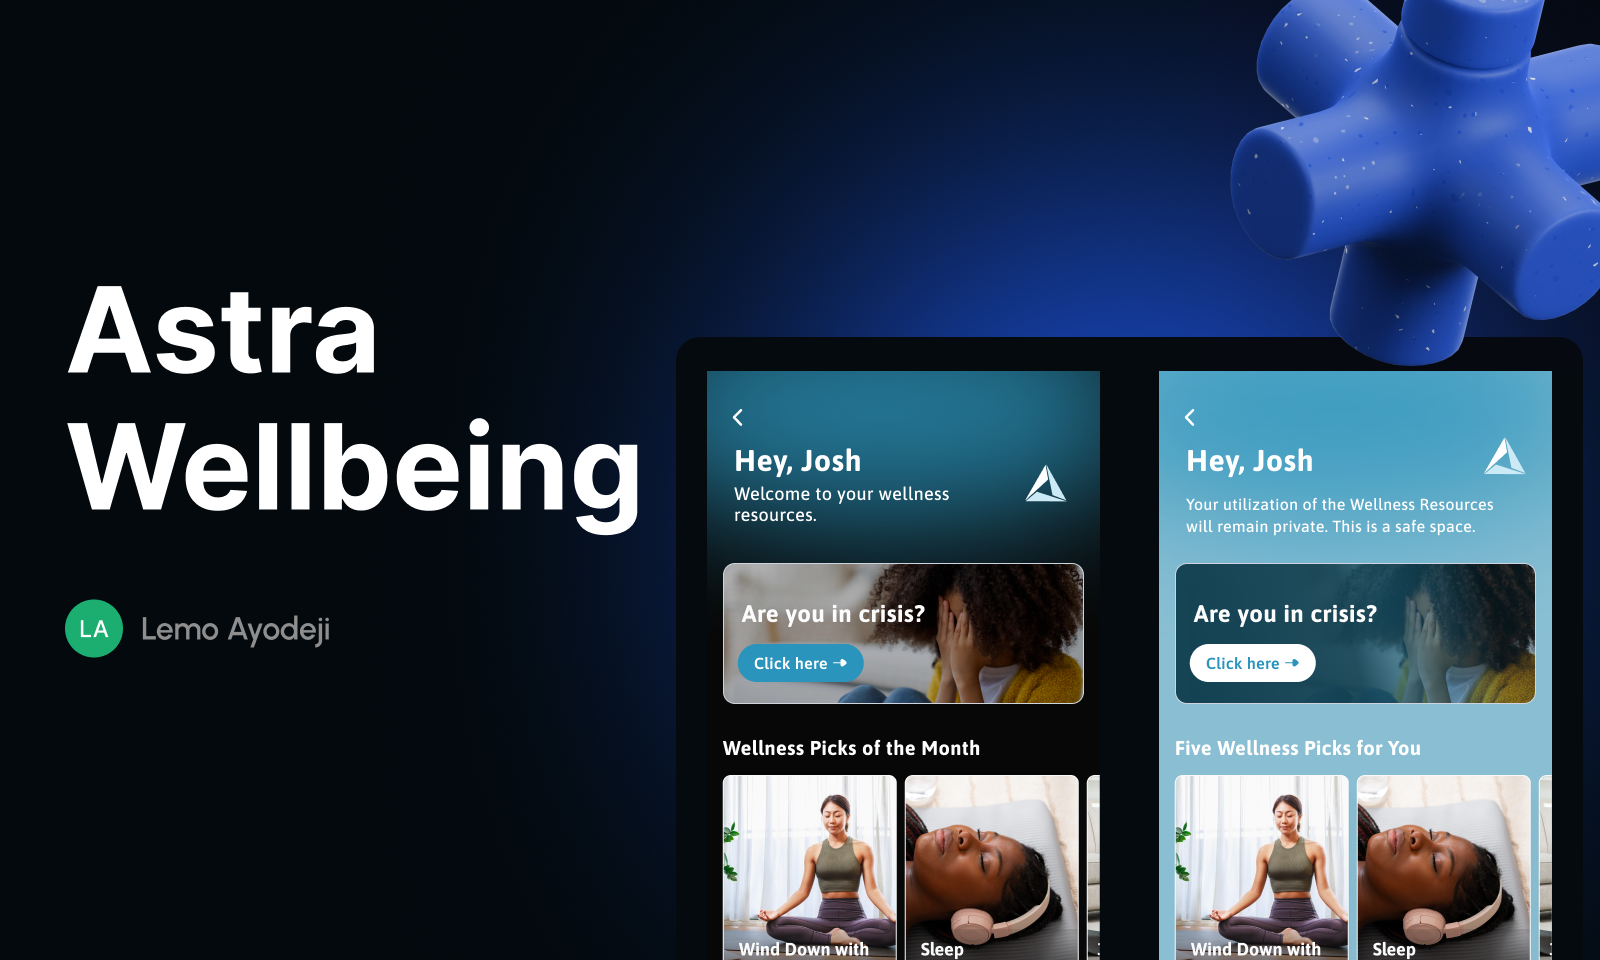 Astra
Wellbeing
LA
Lemo Ayodeji
Hey, Josh
Welcome to your wellness
resources.
Are you in crisis?
Click here
Wellness Picks of the Month
Wind Down with
Sleep
Hey, Josh
Your utilization of the Wellness Resources
will remain private. This is a safe space.
Are you in crisis?
Click here
Five Wellness Picks for You
Wind Down with
Sleep